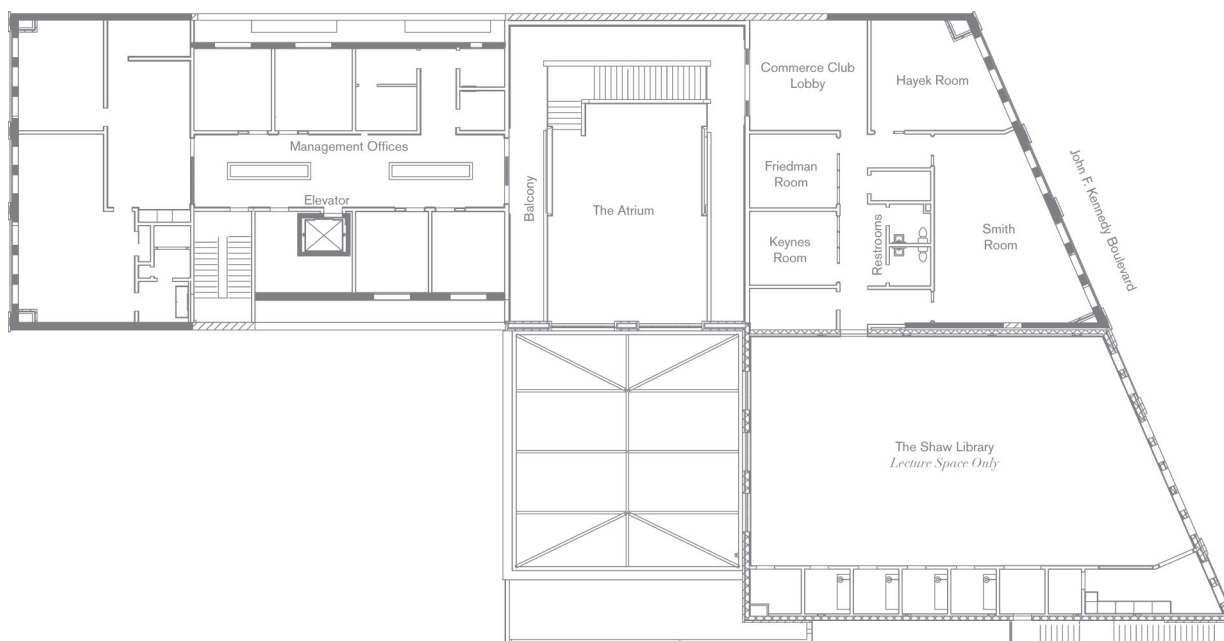 Commerce Club
Lobby
Hayek Room
Management Offices
Friedman
Room
John F. Kennedy Boulevard
Elevator
Balcony
The Atrium
Keynes
Room
Restrooms
Smith
Room
The Shaw Library
Lecture Space Only